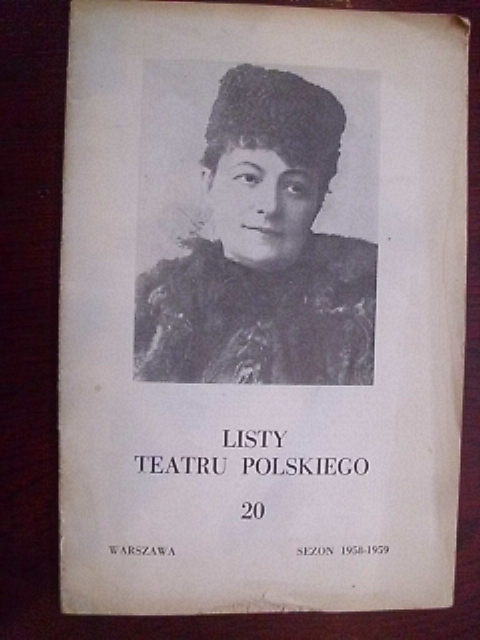 LISTY
TEATRU POLSKIEGO
20
WARSZAWA SEZON 1958-1959